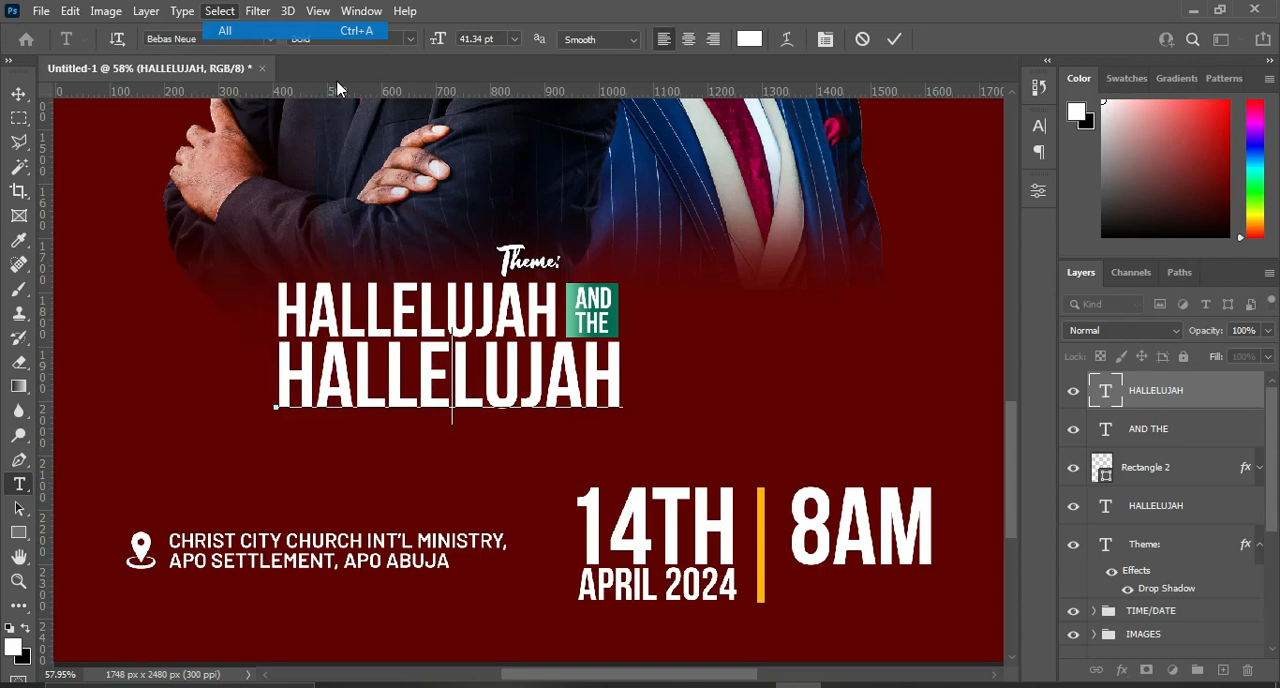 Ps File Edit Image Layer Type Select Filter 3D View Window Help
All Ctrl+A
T Bebas Neue Bold 41.34 pt aa Smooth
Untitled-1 @ 58% (HALLELUJAH, RGB/8) *
0 100 200 300 400 500 600 700 800 900 1000 1100 1200 1300 1400 1500 1600 1700
Theme:
HALLELUJAH AND THE
HALLELUJAH
14TH 8AM
APRIL 2024
CHRIST CITY CHURCH INT'L MINISTRY,
APO SETTLEMENT, APO ABUJA
57.95% 1748 px x 2480 px (300 ppi)
Color Swatches Gradients Patterns
Layers Channels Paths
Kind
Normal Opacity: 100%
Lock: Fill: 100%
HALLELUJAH
AND THE
Rectangle 2 fx
HALLELUJAH
Theme: fx
Effects
Drop Shadow
TIME/DATE
IMAGES